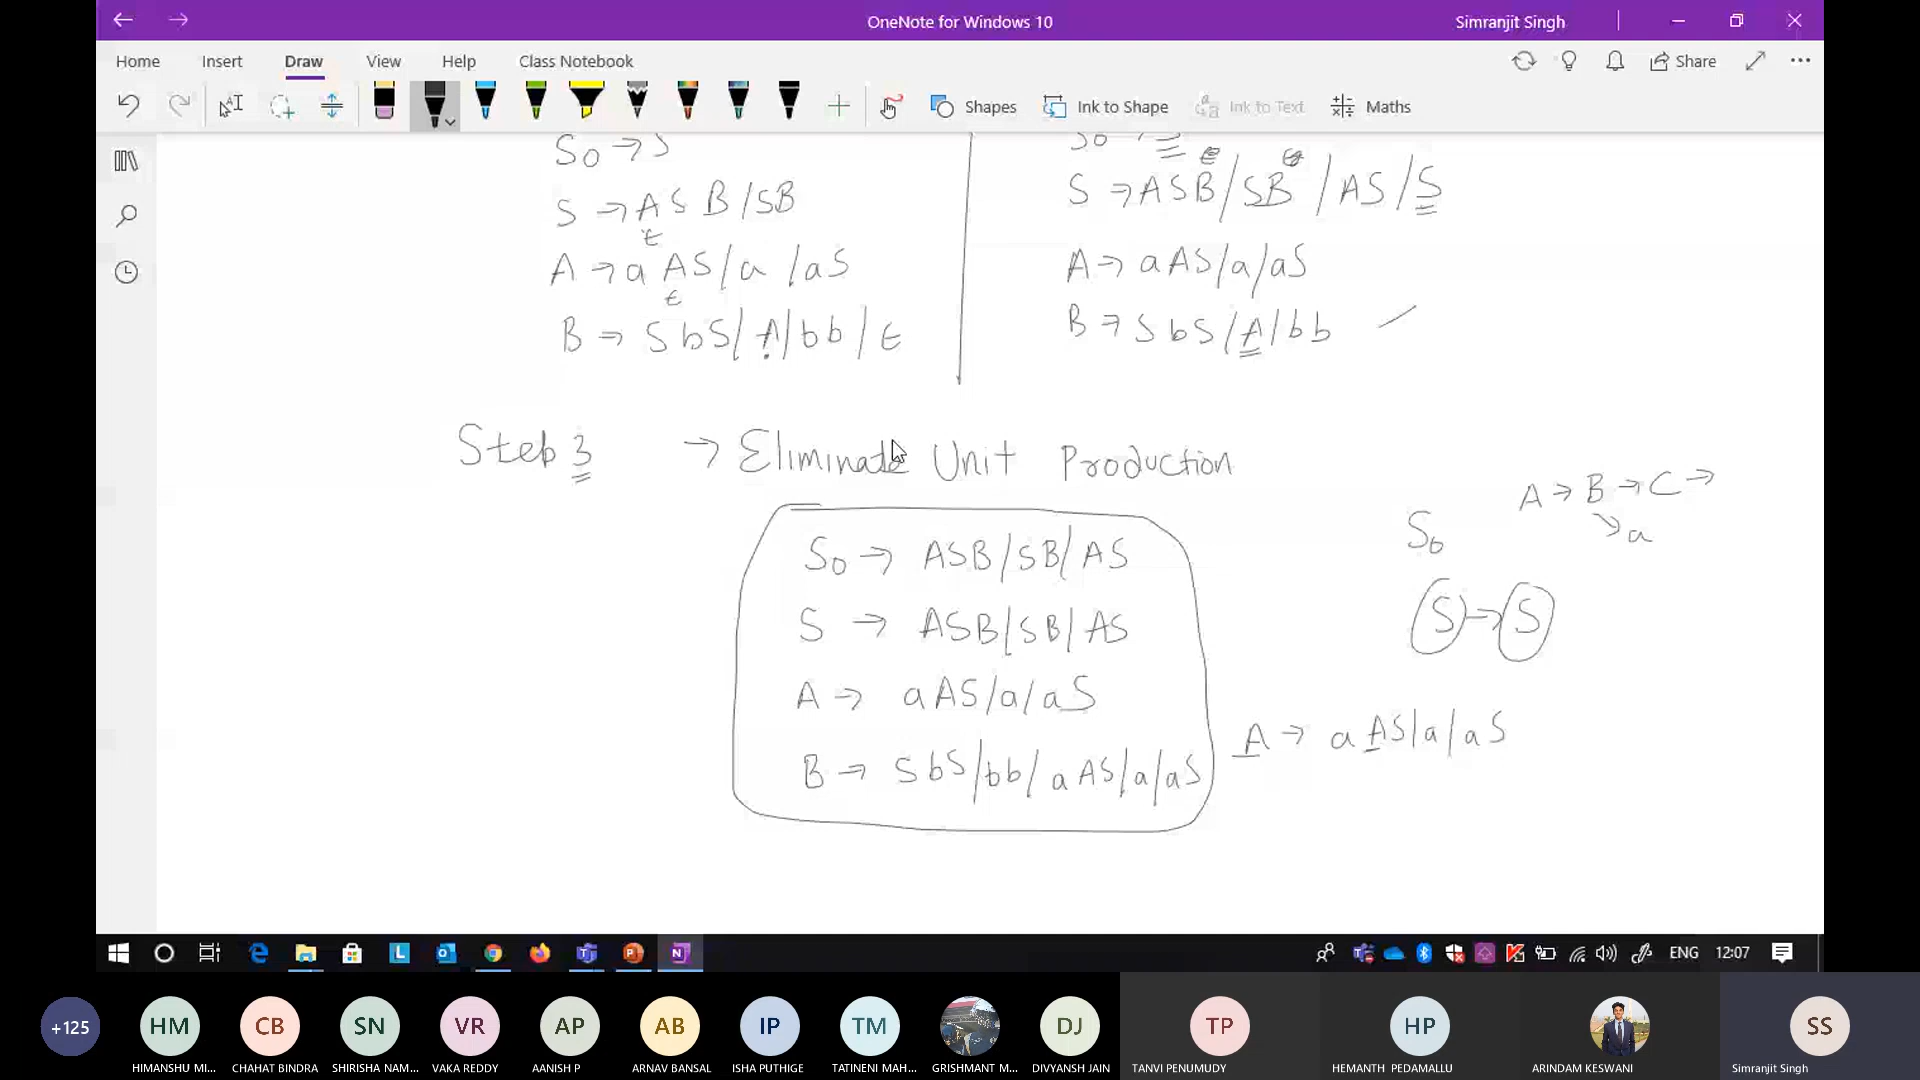 OneNote for Windows 10
Simranjit Singh
Home Insert Draw View Help Class Notebook
Share
Shapes Ink to Shape Ink to Text Maths
S0 → S
S → ASB/SB
ϵ
A → aAS/a/aS
ϵ
B → SbS/A/bb/ϵ
S0 → S
S → ASB/SB/AS/S
A → aAS/a/aS
B → SbS/A/bb
Steb 3 → Eliminate Unit Production
A → B → C →
a
S0
S → S
S0 → ASB/SB/AS
S → ASB/SB/AS
A → aAS/a/aS
B → SbS/bb/aAS/a/aS
A → aAS/a/aS
ENG 12:07
+125 HM CB SN VR AP AB IP TM DJ TP HP SS
HIMANSHU MI... CHAHAT BINDRA SHIRISHA NAM... VAKA REDDY AANISH P ARNAV BANSAL ISHA PUTHIGE TATINENI MAH... GRISHMANT M... DIVYANSH JAIN TANVI PENUMUDY HEMANTH PEDAMALLU ARINDAM KESWANI Simranjit Singh